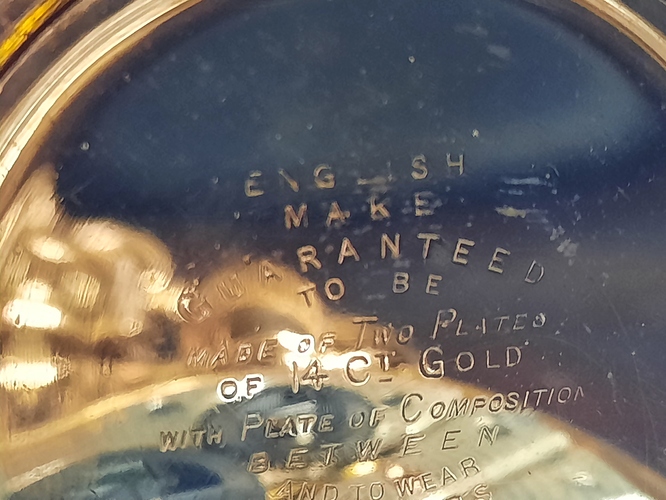 ENGLISH
MAKE
GUARANTEED
TO BE
MADE OF TWO PLATES
OF 14 CT GOLD
WITH PLATE OF COMPOSITION
BETWEEN
AND TO WEAR